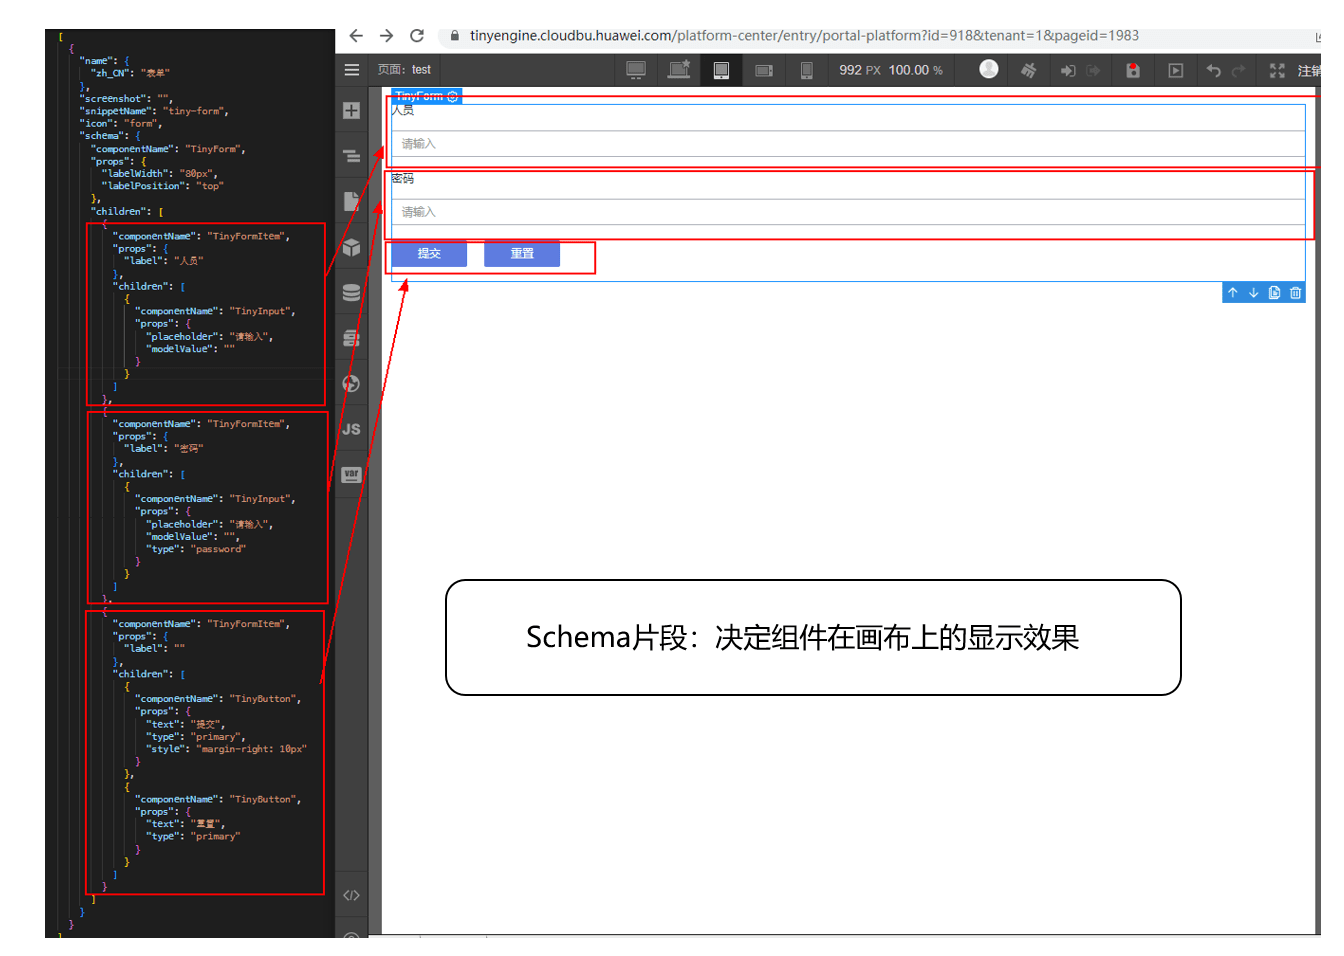 [
{
"name": {
"zh_CN": "表单"
},
"screenshot": "",
"snippetName": "tiny-form",
"icon": "form",
"schema": {
"componentName": "TinyForm",
"props": {
"labelWidth": "80px",
"labelPosition": "top"
},
"children": [
{
"componentName": "TinyFormItem",
"props": {
"label": "人员"
},
"children": [
{
"componentName": "TinyInput",
"props": {
"placeholder": "请输入",
"modelValue": ""
}
}
]
},
{
"componentName": "TinyFormItem",
"props": {
"label": "密码"
},
"children": [
{
"componentName": "TinyInput",
"props": {
"placeholder": "请输入",
"modelValue": "",
"type": "password"
}
}
]
},
{
"componentName": "TinyFormItem",
"props": {
"label": ""
},
"children": [
{
"componentName": "TinyButton",
"props": {
"text": "提交",
"type": "primary",
"style": "margin-right: 10px"
}
},
{
"componentName": "TinyButton",
"props": {
"text": "重置",
"type": "primary"
}
}
]
}
]
}
}
tinyengine.cloudbu.huawei.com/platform-center/entry/portal-platform?id=918&tenant=1&pageid=1983
页面: test
992 PX 100.00 %
注销
JS
var
</>
TinyForm
人员
请输入
密码
请输入
提交
重置
Schema片段：决定组件在画布上的显示效果